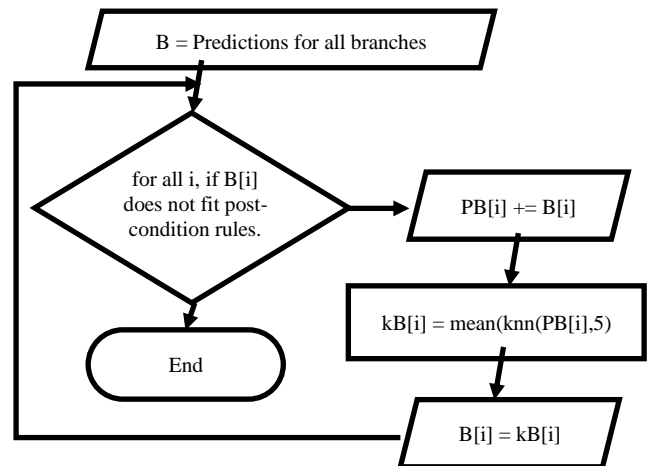 B = Predictions for all branches
for all i, if B[i]
does not fit post-
condition rules.
PB[i] += B[i]
kB[i] = mean(knn(PB[i],5)
End
B[i] = kB[i]